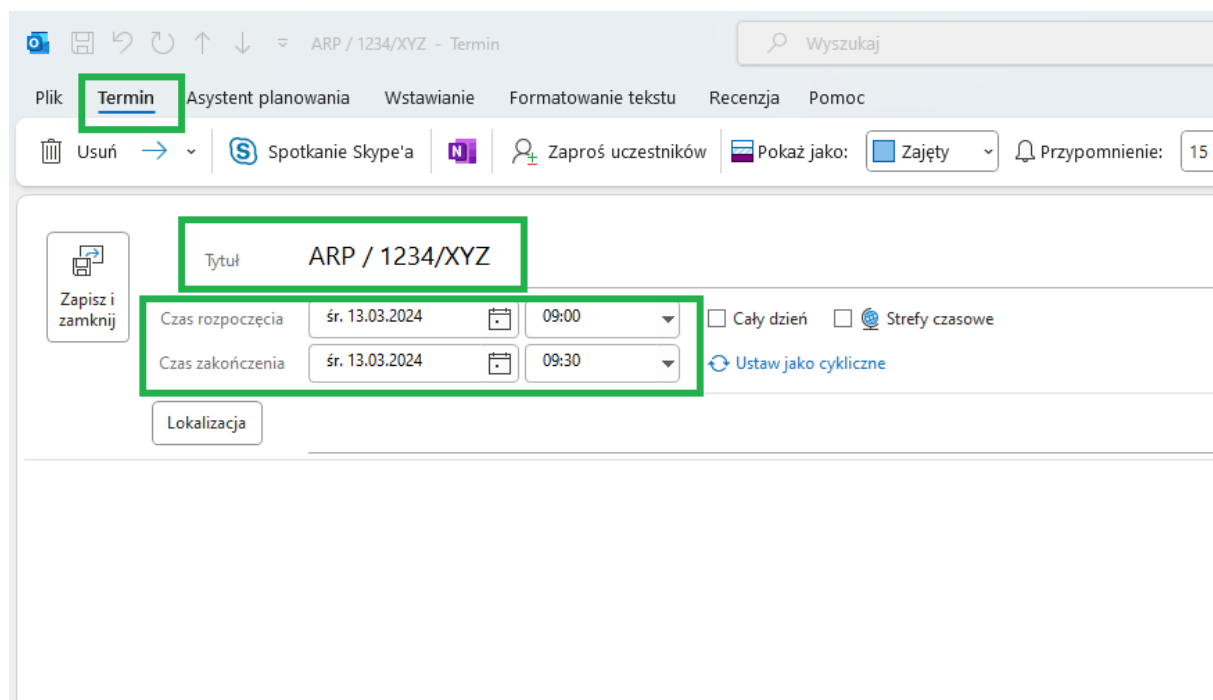 ARP / 1234/XYZ - Termin
Wyszukaj
Plik Termin Asystent planowania Wstawianie Formatowanie tekstu Recenzja Pomoc
Usuń Spotkanie Skype'a Zaproś uczestników Pokaż jako: Zajęty Przypomnienie: 15
Tytuł ARP / 1234/XYZ
Zapisz i
zamknij
Czas rozpoczęcia śr. 13.03.2024 09:00 Cały dzień Strefy czasowe
Czas zakończenia śr. 13.03.2024 09:30 Ustaw jako cykliczne
Lokalizacja